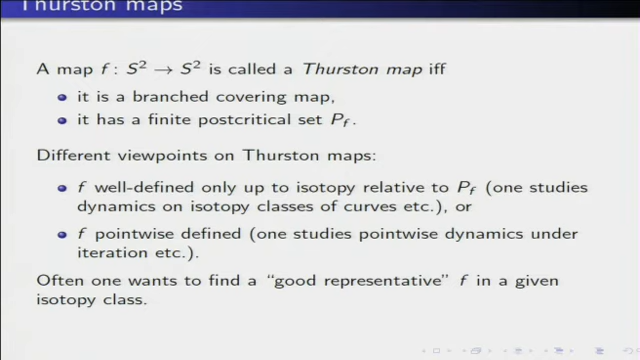 Thurston maps
A map f : S² → S² is called a Thurston map iff
it is a branched covering map,
it has a finite postcritical set P_f.
Different viewpoints on Thurston maps:
f well-defined only up to isotopy relative to P_f (one studies
dynamics on isotopy classes of curves etc.), or
f pointwise defined (one studies pointwise dynamics under
iteration etc.).
Often one wants to find a “good representative” f in a given
isotopy class.